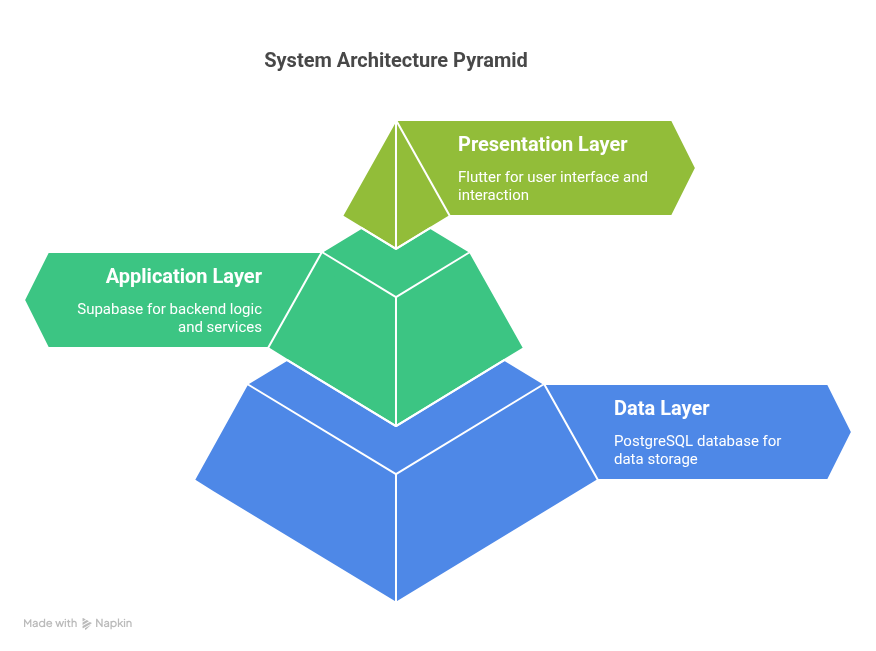 System Architecture Pyramid
Presentation Layer
Flutter for user interface and
interaction
Application Layer
Supabase for backend logic
and services
Data Layer
PostgreSQL database for
data storage
Made with Napkin